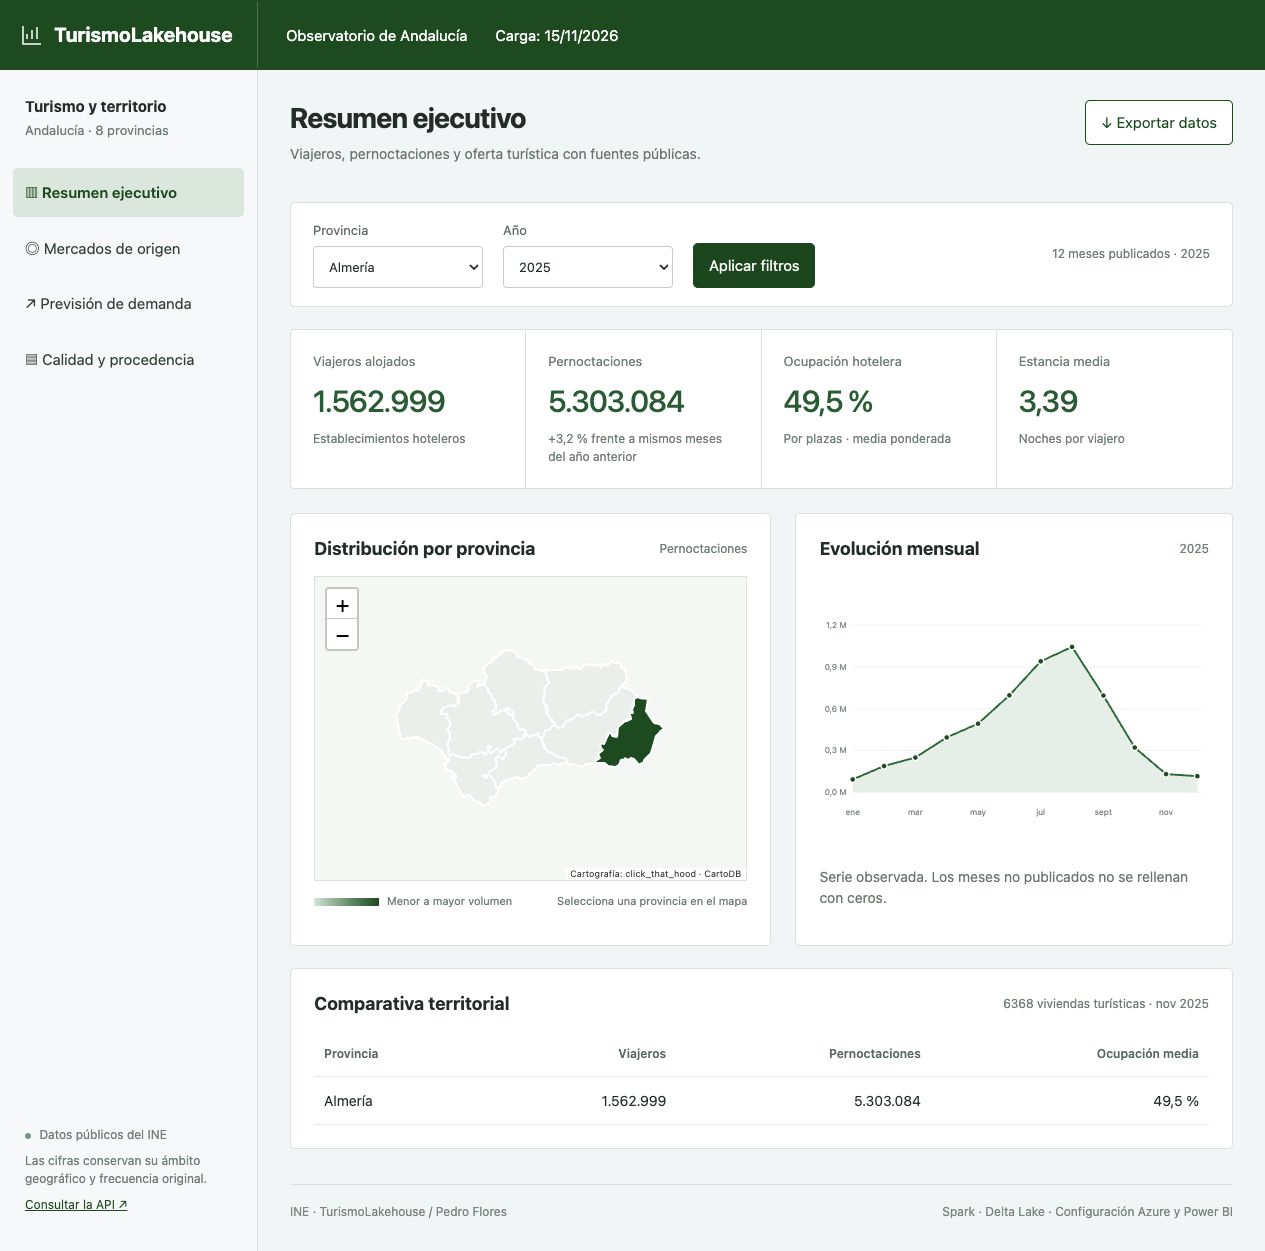 TurismoLakehouse
Observatorio de Andalucía
Carga: 15/11/2026
Turismo y territorio
Andalucía · 8 provincias
Resumen ejecutivo
Mercados de origen
↗ Previsión de demanda
Calidad y procedencia
Datos públicos del INE
Las cifras conservan su ámbito
geográfico y frecuencia original.
Consultar la API ↗
Resumen ejecutivo
Viajeros, pernoctaciones y oferta turística con fuentes públicas.
↓ Exportar datos
Provincia
Almería
Año
2025
Aplicar filtros
12 meses publicados · 2025
Viajeros alojados
1.562.999
Establecimientos hoteleros
Pernoctaciones
5.303.084
+3,2 % frente a mismos meses
del año anterior
Ocupación hotelera
49,5 %
Por plazas · media ponderada
Estancia media
3,39
Noches por viajero
Distribución por provincia
Pernoctaciones
+
−
Cartografía: click_that_hood · CartoDB
Menor a mayor volumen
Selecciona una provincia en el mapa
Evolución mensual
2025
1,2 M
0,9 M
0,6 M
0,3 M
0,0 M
ene mar may jul sept nov
Serie observada. Los meses no publicados no se rellenan
con ceros.
Comparativa territorial
6368 viviendas turísticas · nov 2025
Provincia Viajeros Pernoctaciones Ocupación media
Almería 1.562.999 5.303.084 49,5 %
INE · TurismoLakehouse / Pedro Flores
Spark · Delta Lake · Configuración Azure y Power BI